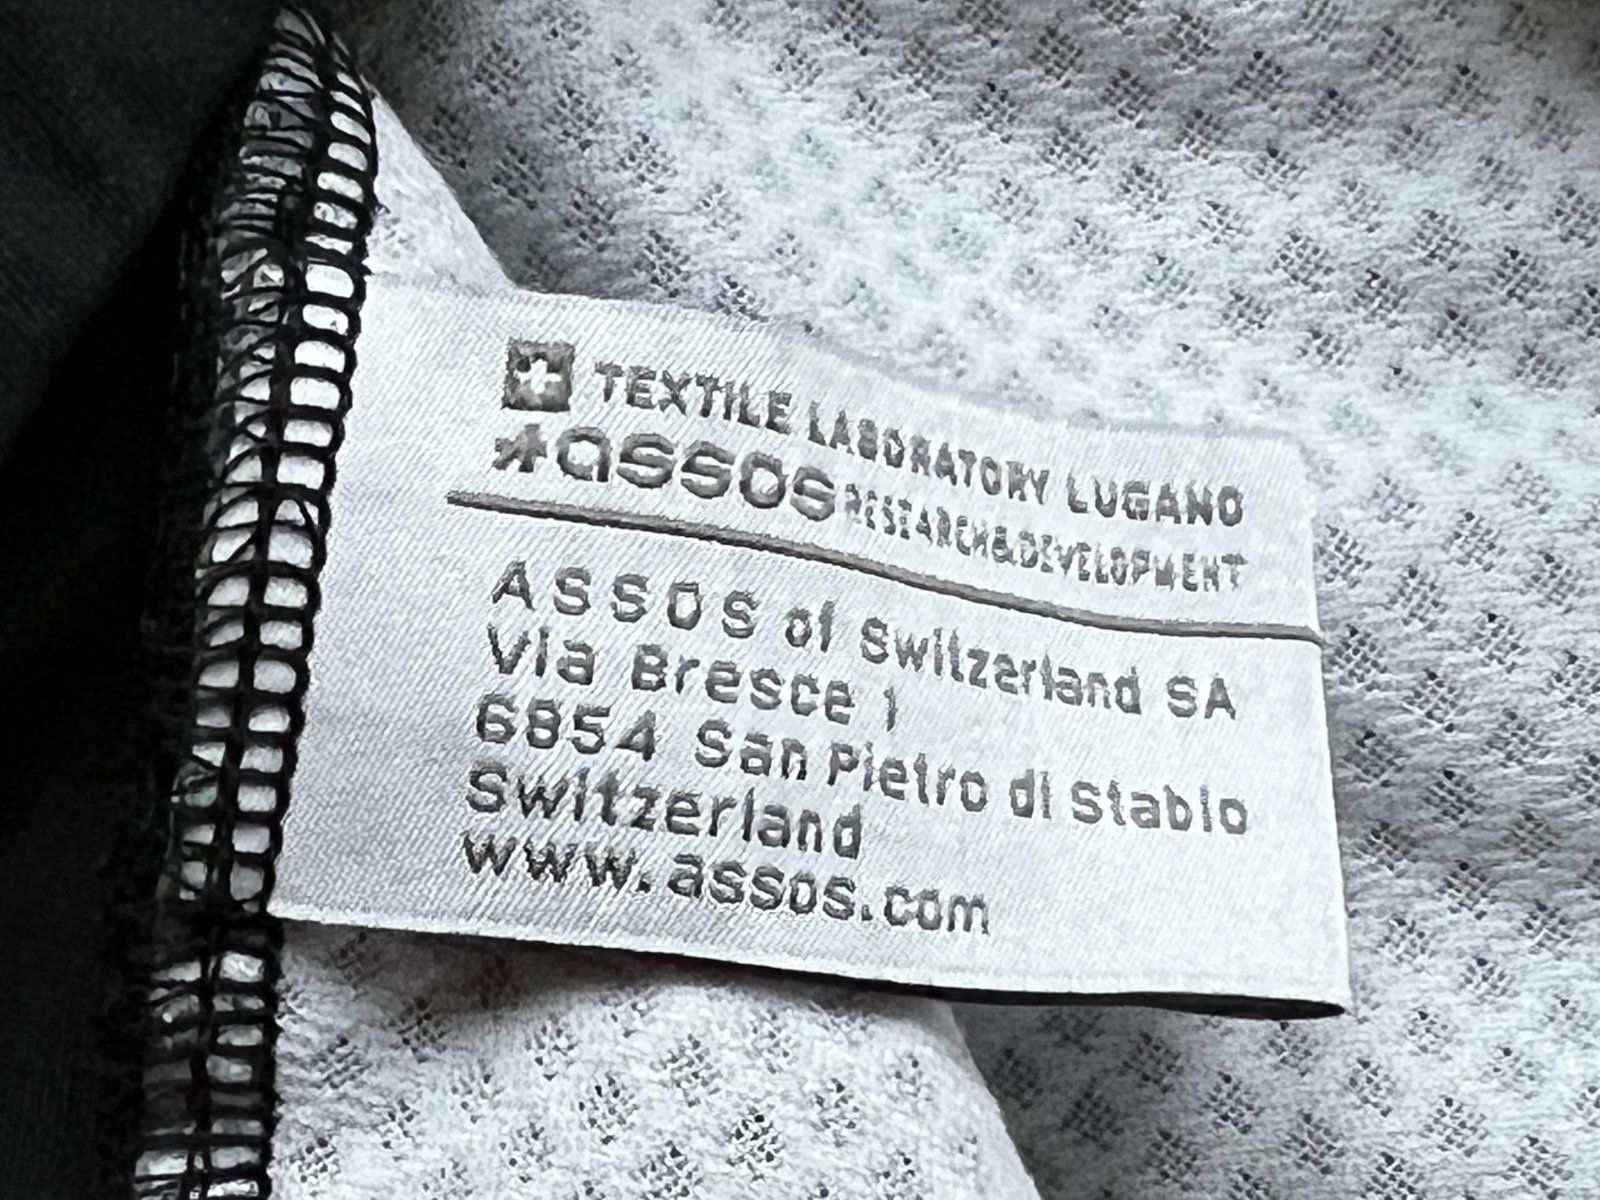 TEXTILE LABORATORY LUGANO
assos RESEARCH&DEVELOPMENT
ASSOS of Switzerland SA
Via Bresce 1
6854 San Pietro di Stabio
Switzerland
www.assos.com